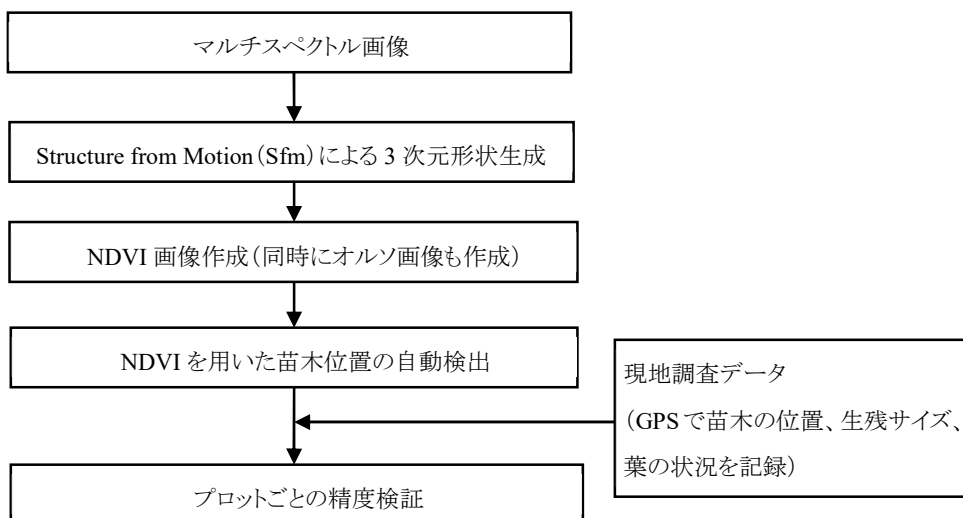 マルチスペクトル画像
Structure from Motion（Sfm）による 3 次元形状生成
NDVI 画像作成（同時にオルソ画像も作成）
NDVI を用いた苗木位置の自動検出
現地調査データ
（GPS で苗木の位置、生残サイズ、
葉の状況を記録）
プロットごとの精度検証